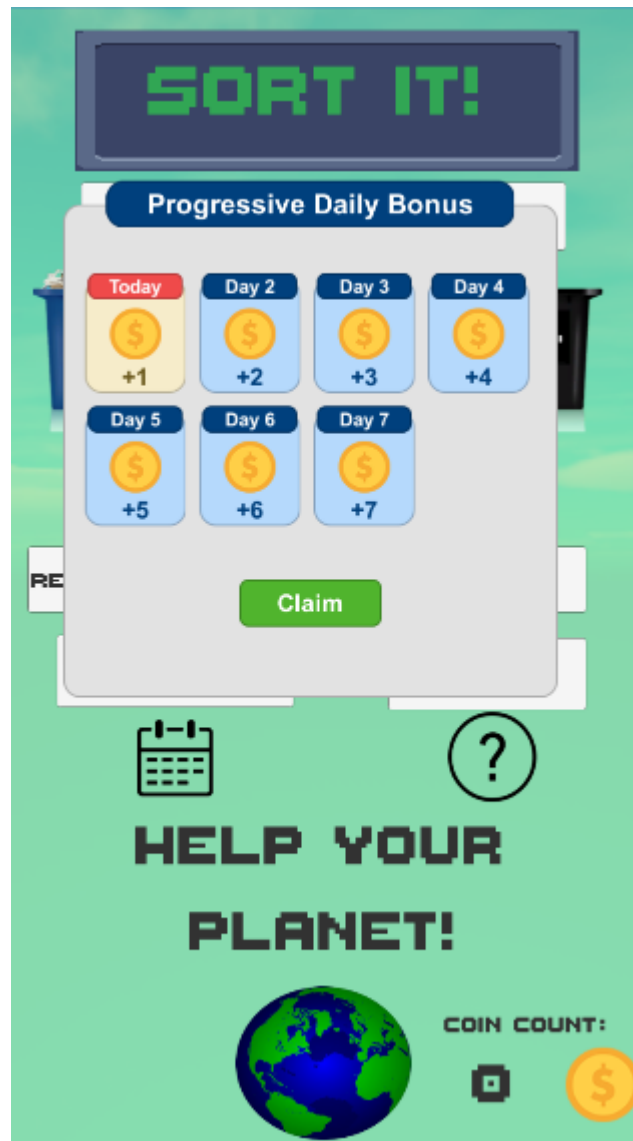 SORT IT!
Progressive Daily Bonus
Today
Day 2
Day 3
Day 4
+1
+2
+3
+4
Day 5
Day 6
Day 7
+5
+6
+7
RE
Claim
?
HELP YOUR
PLANET!
COIN COUNT:
0